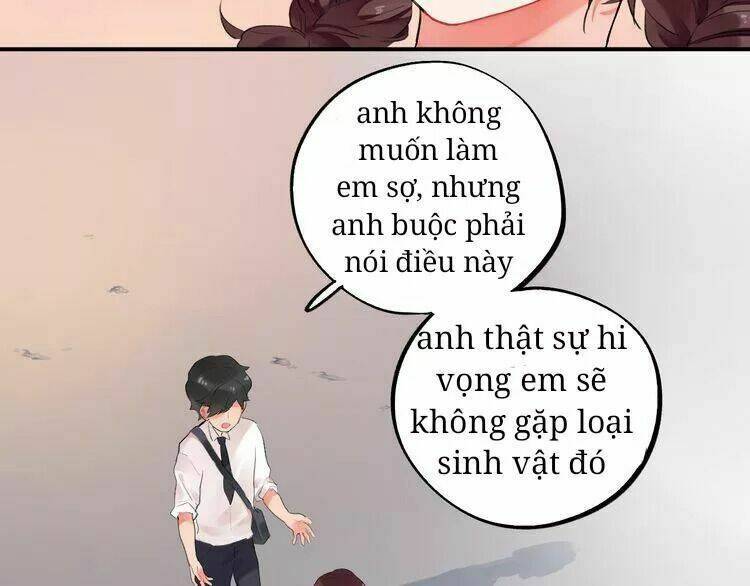 anh không
muốn làm
em sợ, nhưng
anh buộc phải
nói điều này
anh thật sự hi
vọng em sẽ
không gặp loại
sinh vật đó